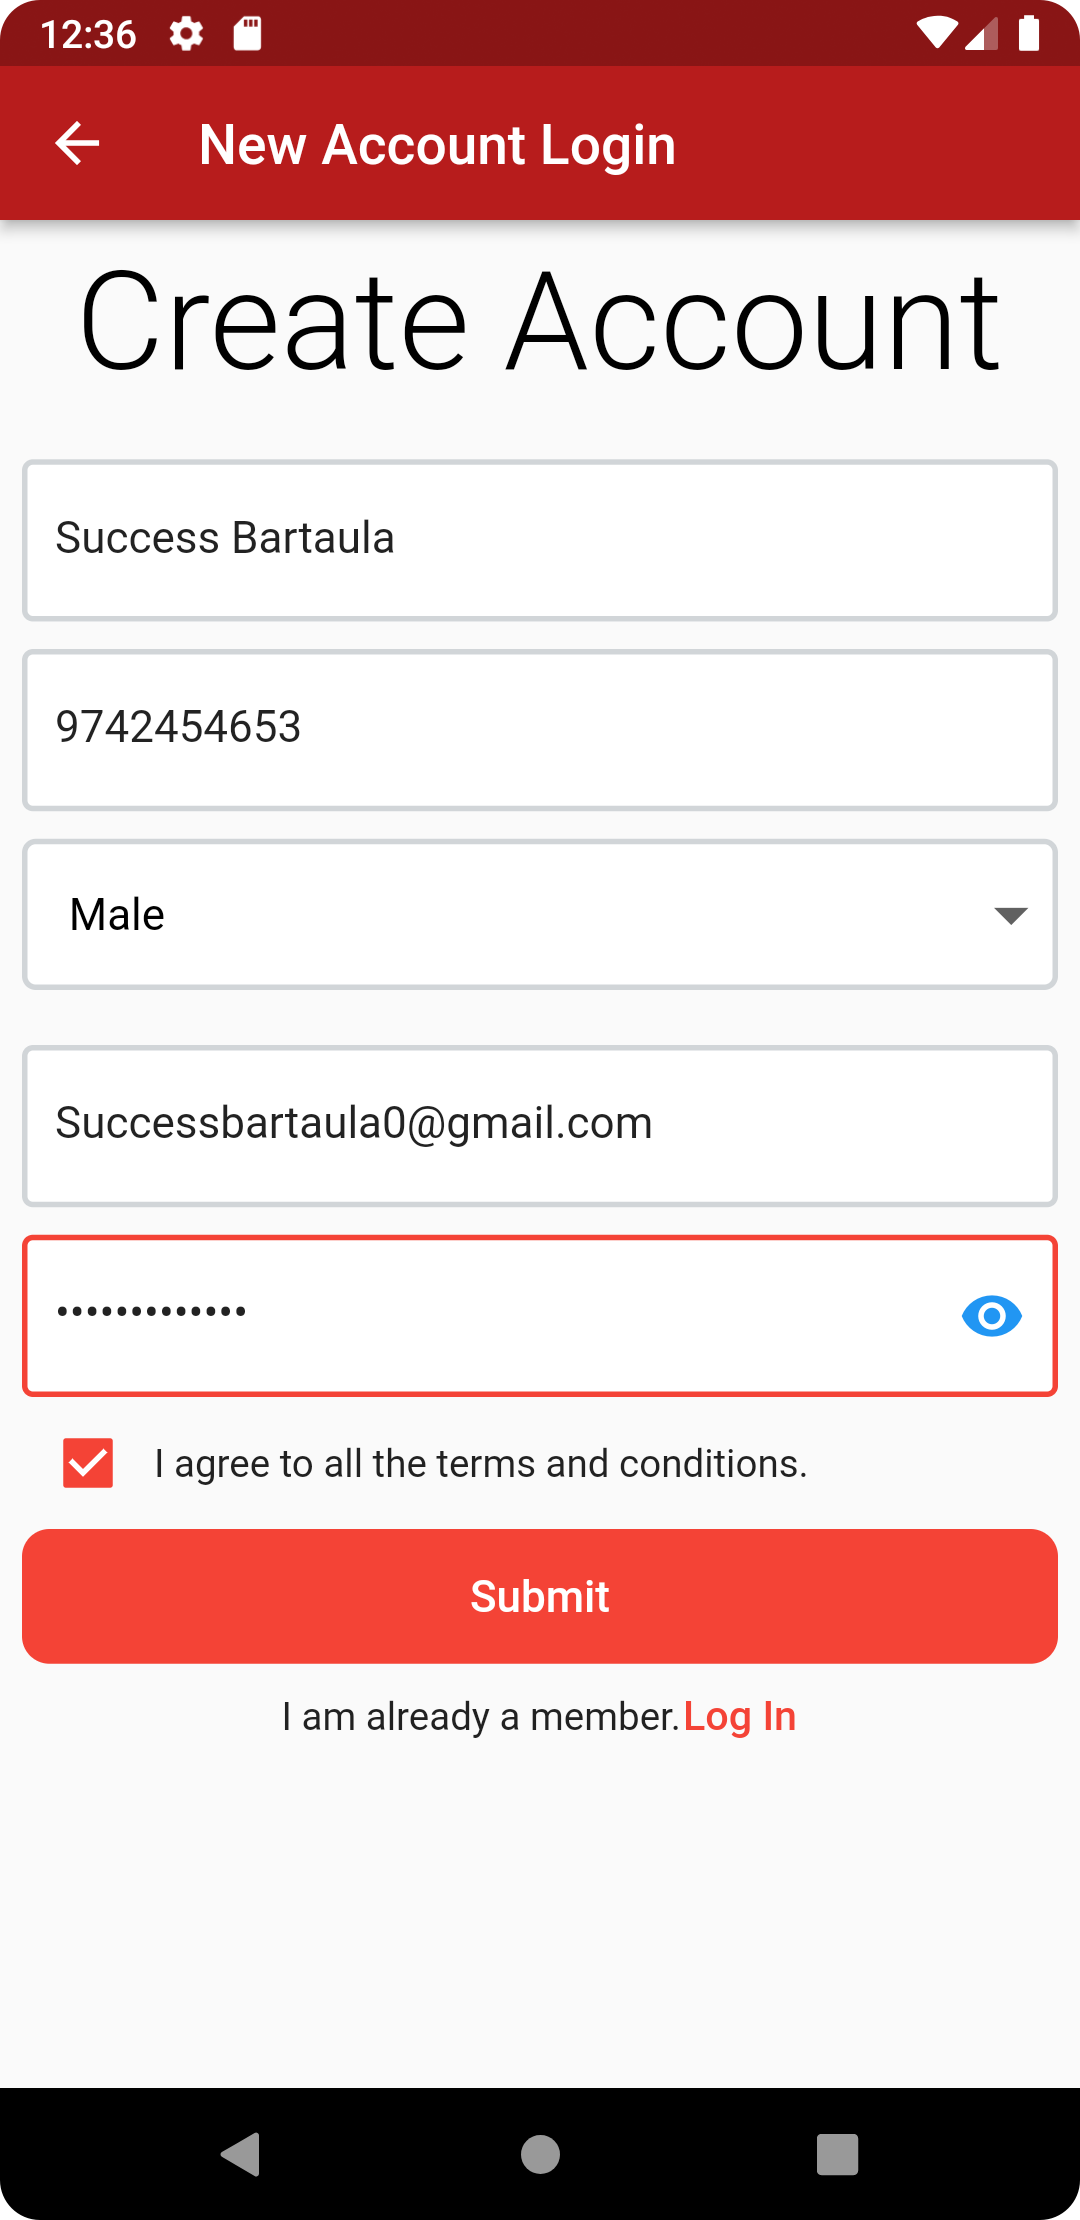 12:36
New Account Login
Create Account
Success Bartaula
9742454653
Male
Successbartaula0@gmail.com
•••••••••••••
I agree to all the terms and conditions.
Submit
I am already a member.Log In